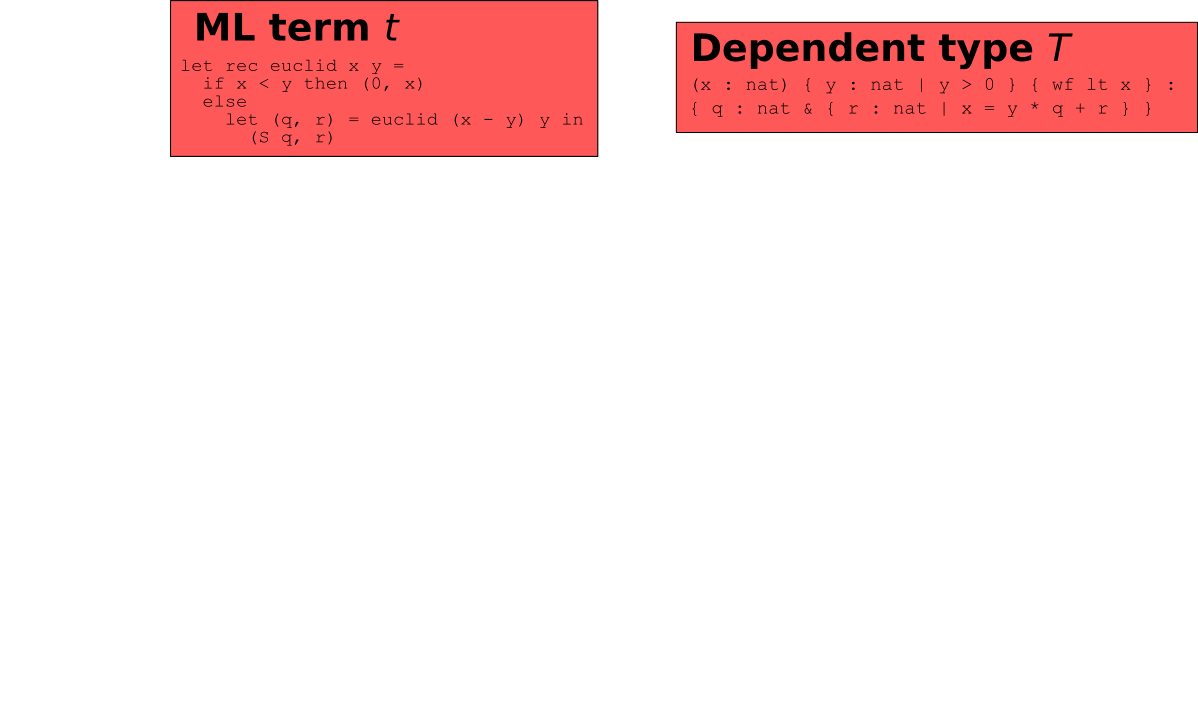 ML term t
let rec euclid x y =
if x < y then (0, x)
else
let (q, r) = euclid (x - y) y in
(S q, r)
Dependent type T
(x : nat) { y : nat | y > 0 } { wf lt x } :
{ q : nat & { r : nat | x = y * q + r } }